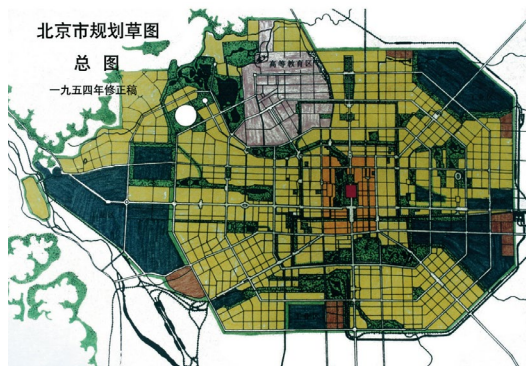 北京市规划草图
总图
一九五四年修正稿
高等教育区